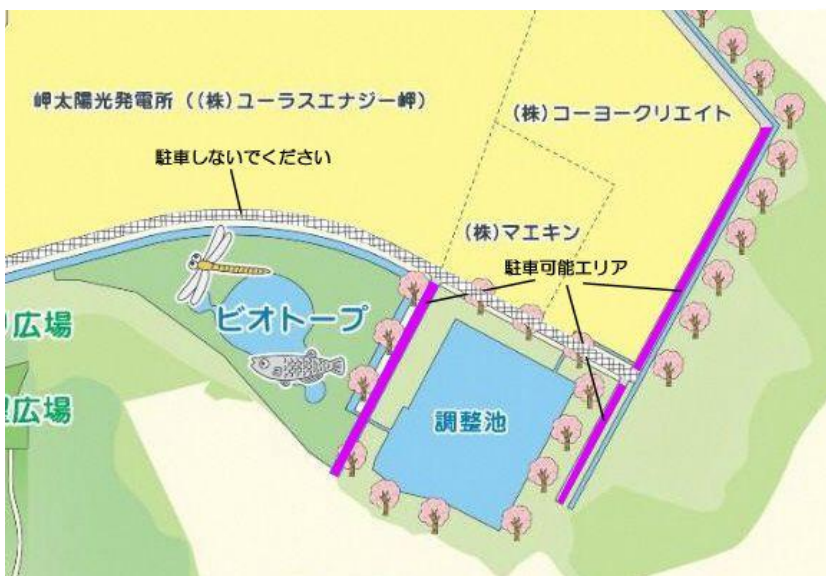 岬太陽光発電所((株)ユーラスエナジー岬)
(株)コーヨークリエイト
駐車しないでください
(株)マエキン
駐車可能エリア
ビオトープ
広場
調整池
広場